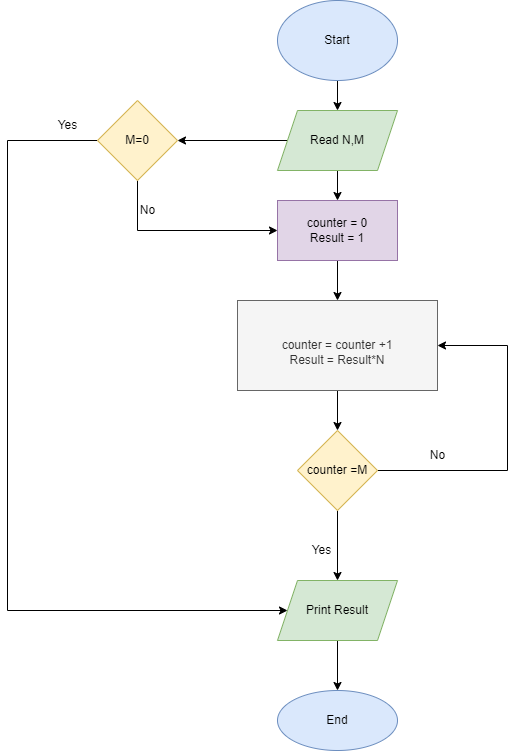 Start
Read N,M
Yes
M=0
No
counter = 0
Result = 1
counter = counter +1
Result = Result*N
counter =M
No
Yes
Print Result
End